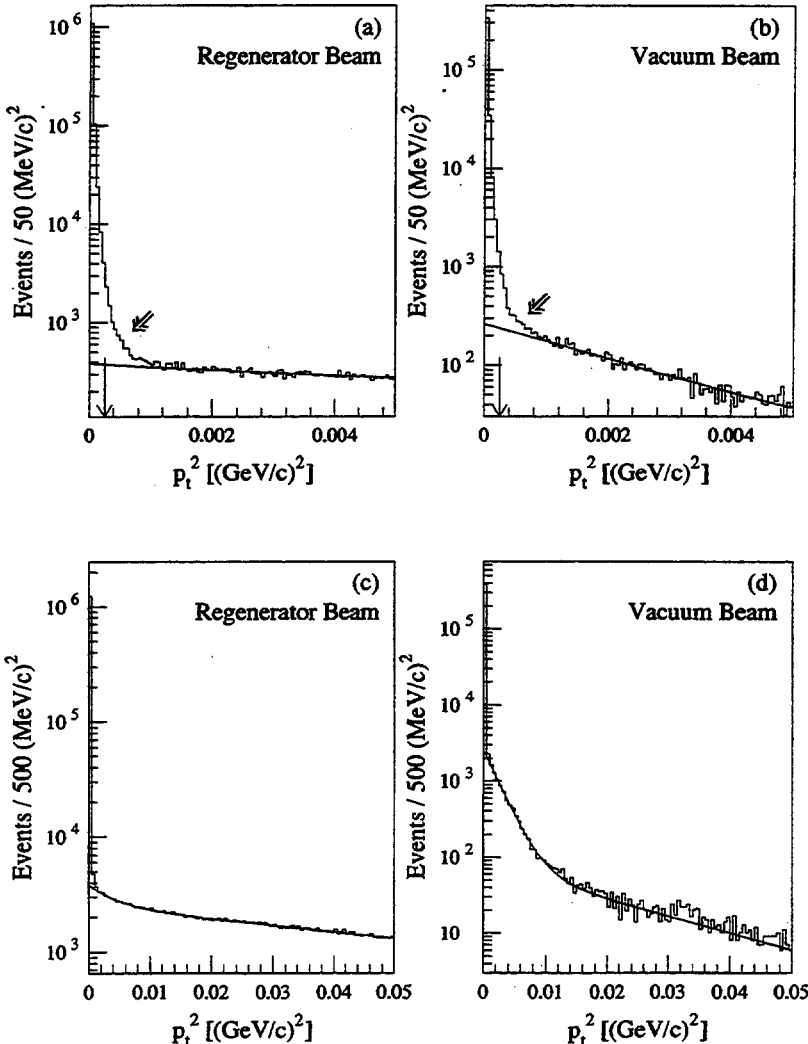 (a)
Regenerator Beam
Events / 50 (MeV/c)^2
10^6
10^5
10^4
10^3
0 0.002 0.004
p_t^2 [(GeV/c)^2]
(b)
Vacuum Beam
Events / 50 (MeV/c)^2
10^5
10^4
10^3
10^2
0 0.002 0.004
p_t^2 [(GeV/c)^2]
(c)
Regenerator Beam
Events / 500 (MeV/c)^2
10^6
10^5
10^4
10^3
0 0.01 0.02 0.03 0.04 0.05
p_t^2 [(GeV/c)^2]
(d)
Vacuum Beam
Events / 500 (MeV/c)^2
10^5
10^4
10^3
10^2
10
0 0.01 0.02 0.03 0.04 0.05
p_t^2 [(GeV/c)^2]